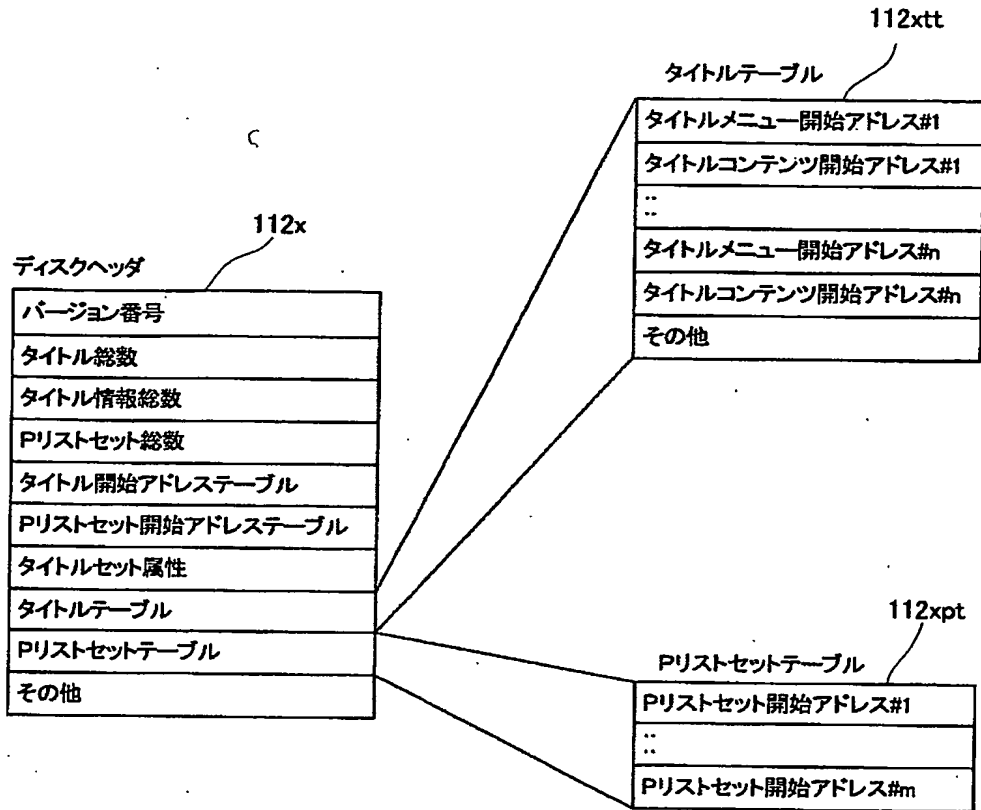 112xtt
タイトルテーブル
タイトルメニュー開始アドレス#1
タイトルコンテンツ開始アドレス#1
::
タイトルメニュー開始アドレス#n
タイトルコンテンツ開始アドレス#n
その他
112x
ディスクヘッダ
バージョン番号
タイトル総数
タイトル情報総数
Pリストセット総数
タイトル開始アドレステーブル
Pリストセット開始アドレステーブル
タイトルセット属性
タイトルテーブル
Pリストセットテーブル
その他
112xpt
Pリストセットテーブル
Pリストセット開始アドレス#1
::
Pリストセット開始アドレス#m